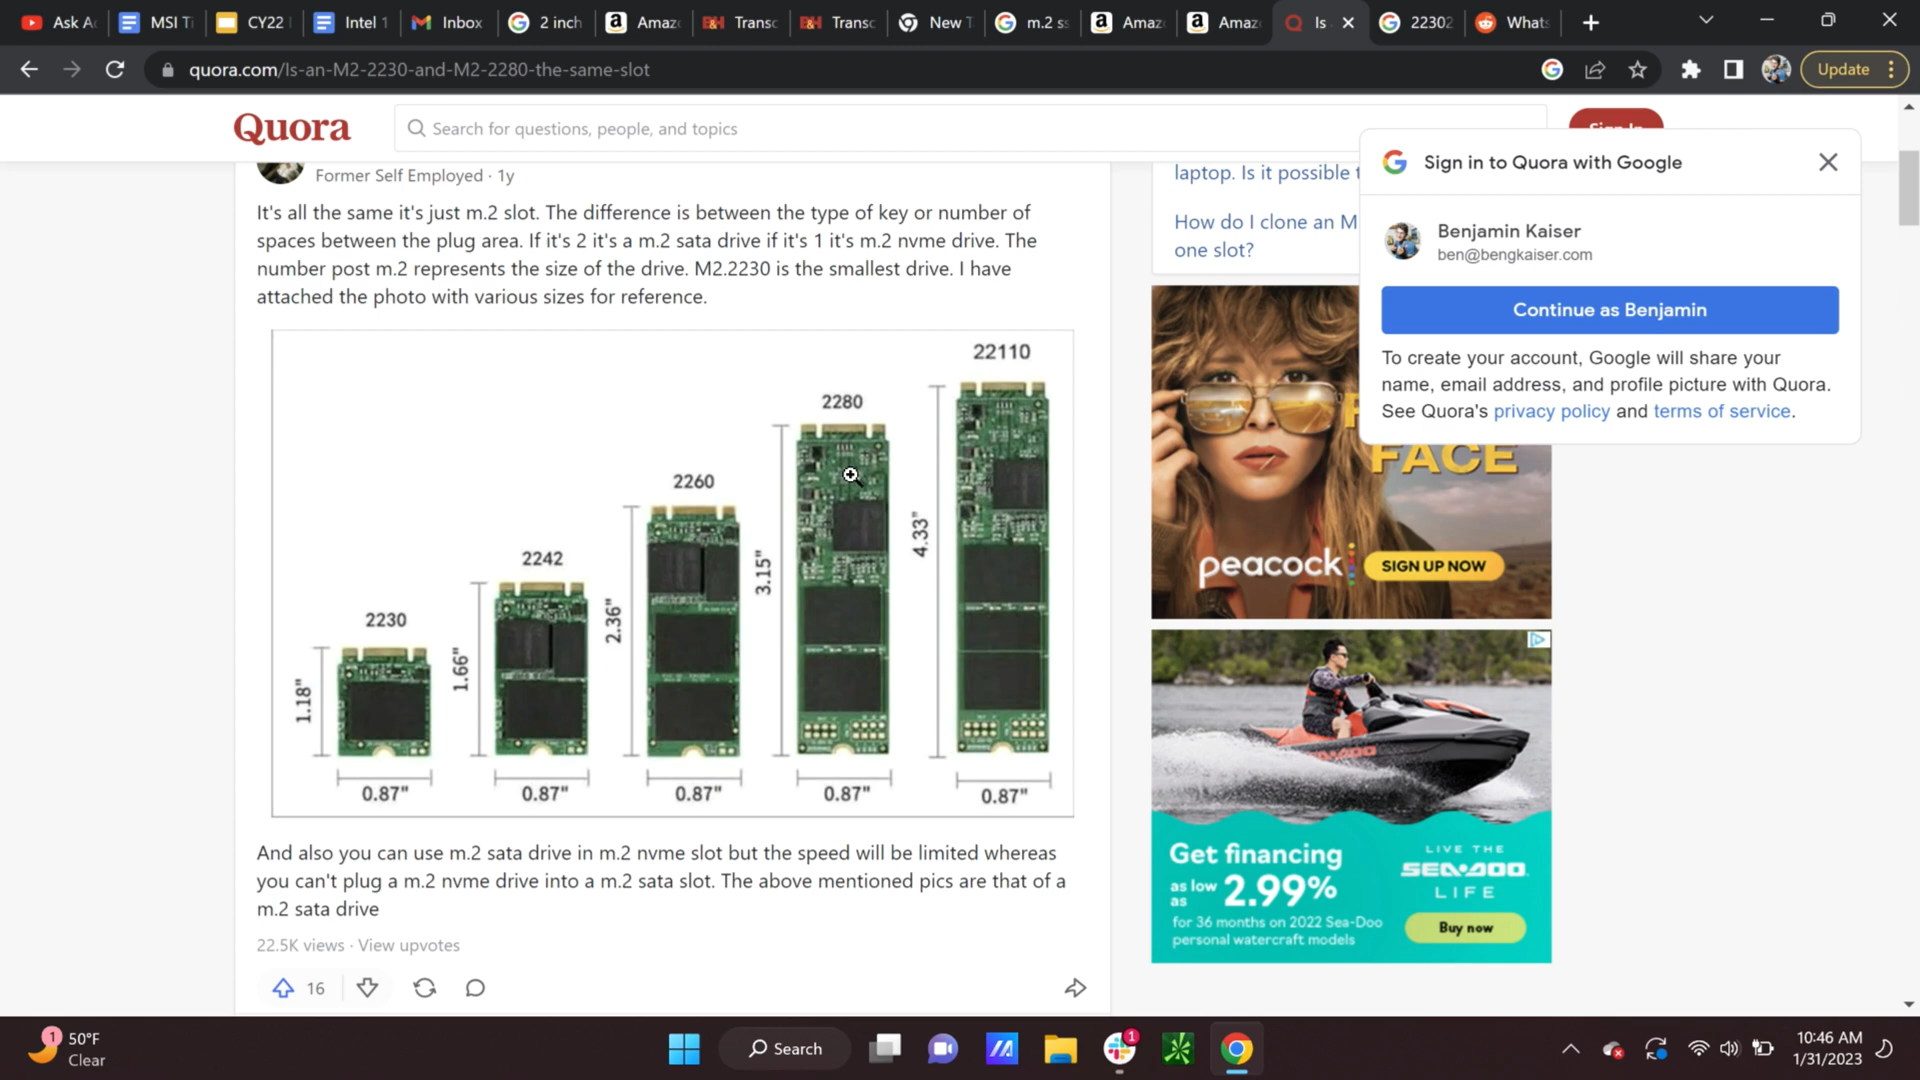 Ask A
MSI Ti
CY22
Intel 1
Inbox
2 inch
Amaz
B&H Transc
B&H Transc
New T
m.2 ss
Amaz
Amaz
Is
22302
Whats
quora.com/Is-an-M2-2230-and-M2-2280-the-same-slot
Update
Quora
Search for questions, people, and topics
Former Self Employed · 1y
It's all the same it's just m.2 slot. The difference is between the type of key or number of
spaces between the plug area. If it's 2 it's a m.2 sata drive if it's 1 it's m.2 nvme drive. The
number post m.2 represents the size of the drive. M2.2230 is the smallest drive. I have
attached the photo with various sizes for reference.
22110
2280
2260
2242
2230
1.18"
1.66"
2.36"
3.15"
4.33"
0.87"
0.87"
0.87"
0.87"
0.87"
And also you can use m.2 sata drive in m.2 nvme slot but the speed will be limited whereas
you can't plug a m.2 nvme drive into a m.2 sata slot. The above mentioned pics are that of a
m.2 sata drive
22.5K views · View upvotes
16
laptop. Is it possible
How do I clone an M
one slot?
Sign in to Quora with Google
Benjamin Kaiser
ben@bengkaiser.com
Continue as Benjamin
To create your account, Google will share your
name, email address, and profile picture with Quora.
See Quora's privacy policy and terms of service.
FACE
peacock
SIGN UP NOW
Get financing
as low
as
2.99%
for 36 months on 2022 Sea-Doo
personal watercraft models
LIVE THE
SEA-DOO
LIFE
Buy now
1
50°F
Clear
Search
1
10:46 AM
1/31/2023